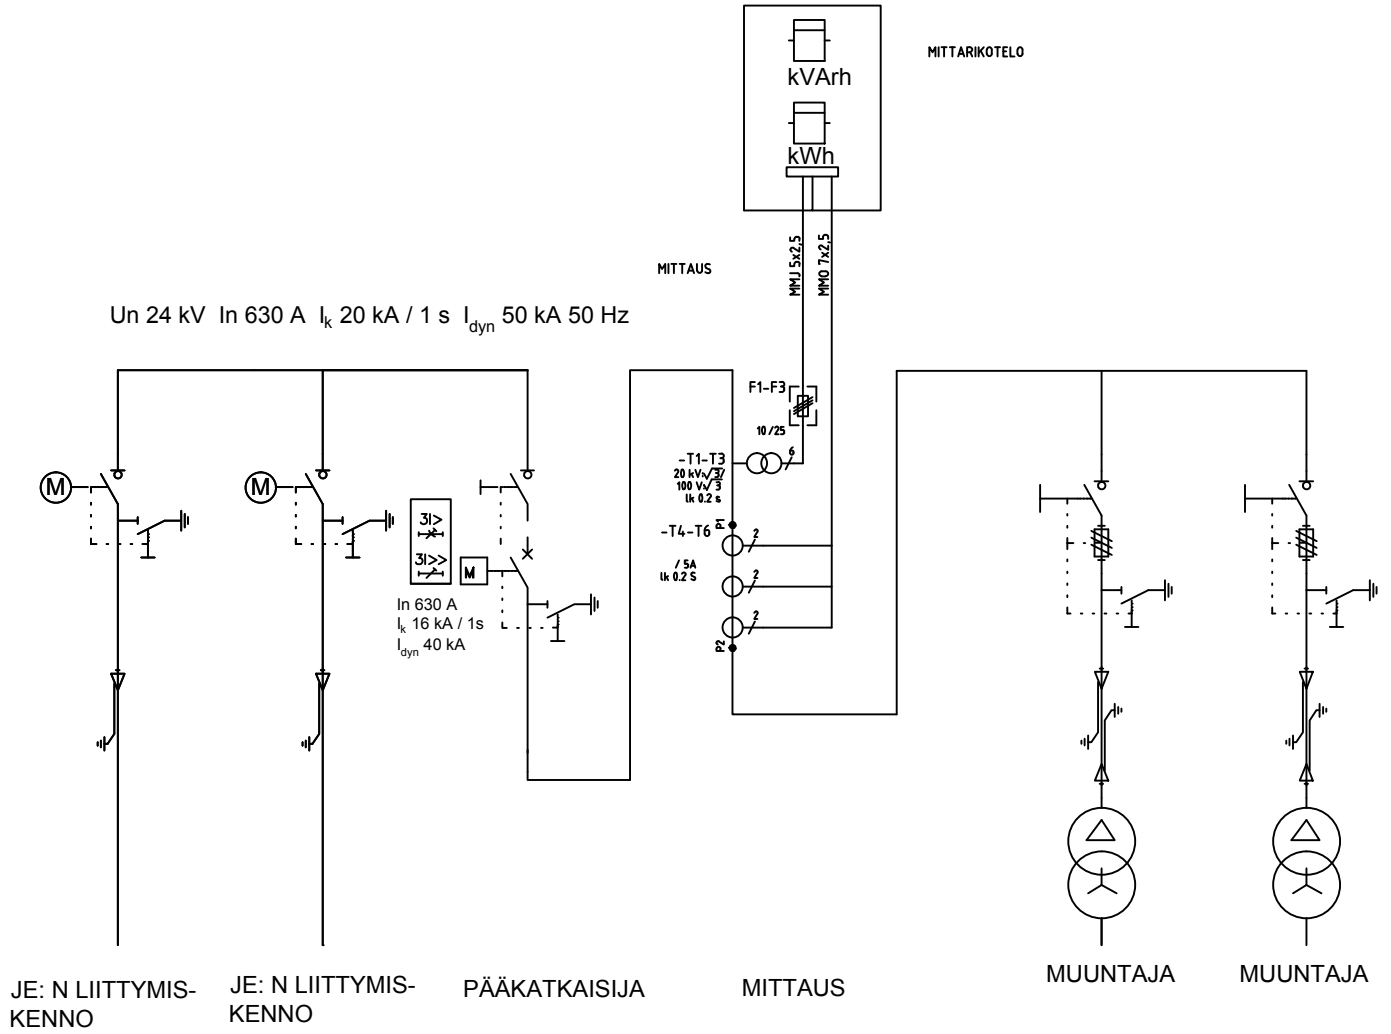 kVArh
MITTARIKOTELO
kWh
MMJ 5x2,5
MMO 7x2,5
MITTAUS
Un 24 kV In 630 A Ik 20 kA / 1 s Idyn 50 kA 50 Hz
F1-F3
10/25
6
-T1-T3
20 kV:√3/
100 V:√3
lk 0.2 s
P1
-T4-T6
2
/ 5A
lk 0.2 S
2
2
P2
M
M
3I>
3I>>
M
In 630 A
Ik 16 kA / 1s
Idyn 40 kA
JE: N LIITTYMIS-
KENNO
JE: N LIITTYMIS-
KENNO
PÄÄKATKAISIJA
MITTAUS
MUUNTAJA
MUUNTAJA